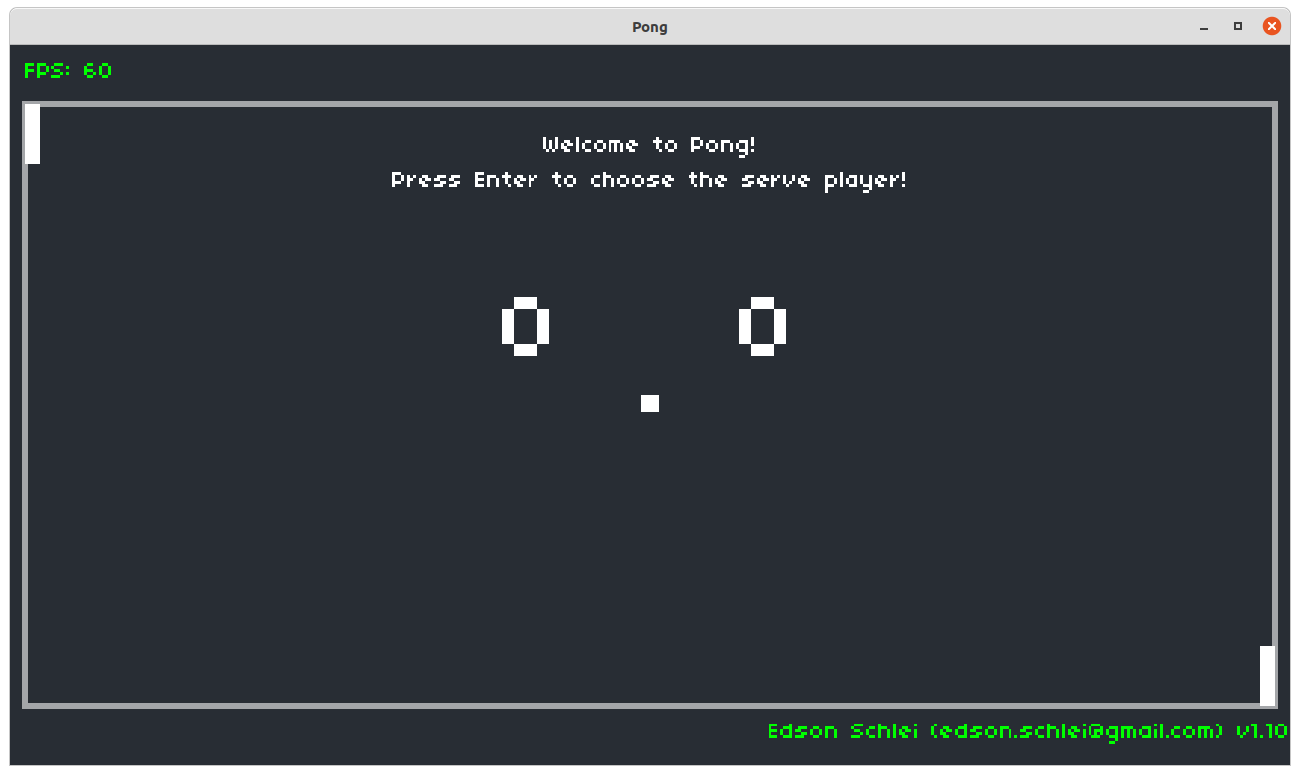 Pong
FPS: 60
Welcome to Pong!
Press Enter to choose the serve player!
0 0
Edson Schlei (edson.schlei@gmail.com) v1.10